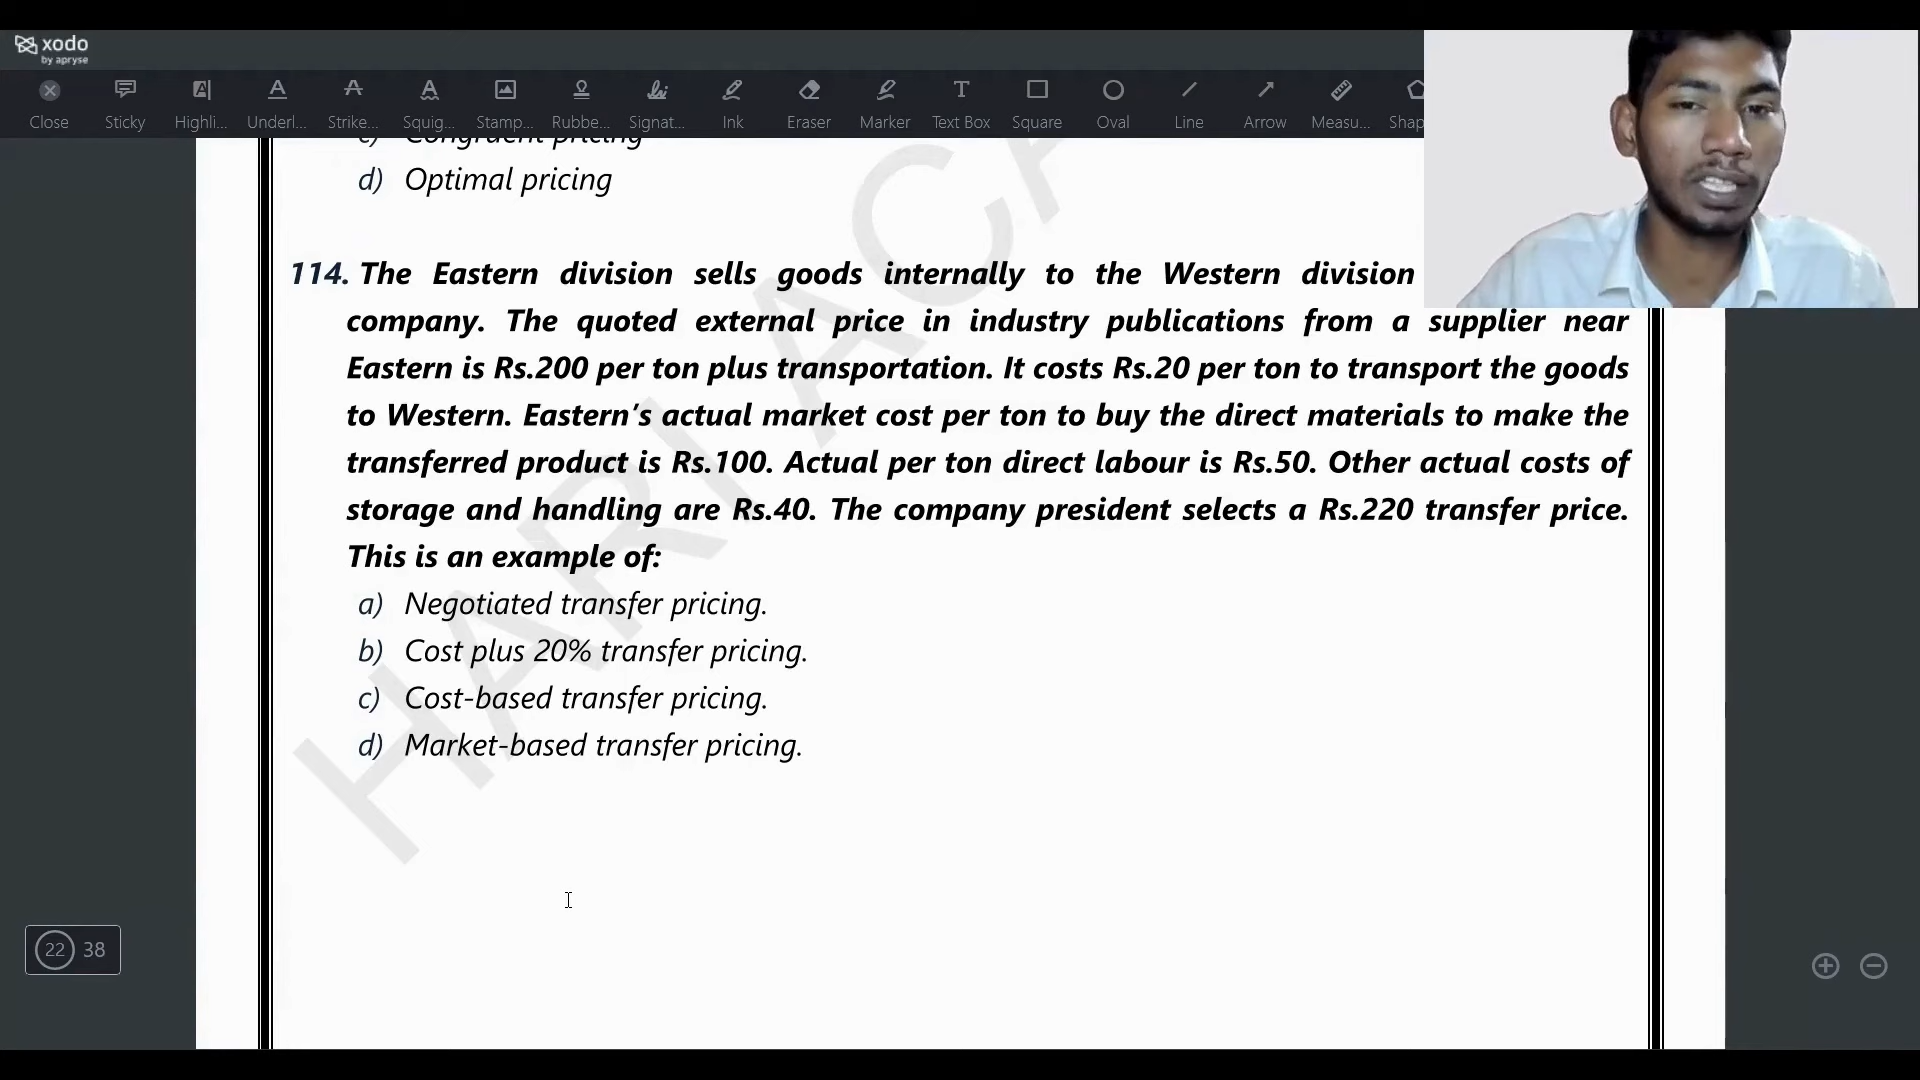 xodo
by apryse
Close Sticky Highli... Underl... Strike... Squig... Stamp... Rubbe... Signat... Ink Eraser Marker Text Box Square Oval Line Arrow Measu... Shap
c) Congruent pricing
d) Optimal pricing
114. The Eastern division sells goods internally to the Western division
company. The quoted external price in industry publications from a supplier near
Eastern is Rs.200 per ton plus transportation. It costs Rs.20 per ton to transport the goods
to Western. Eastern’s actual market cost per ton to buy the direct materials to make the
transferred product is Rs.100. Actual per ton direct labour is Rs.50. Other actual costs of
storage and handling are Rs.40. The company president selects a Rs.220 transfer price.
This is an example of:
a) Negotiated transfer pricing.
b) Cost plus 20% transfer pricing.
c) Cost-based transfer pricing.
d) Market-based transfer pricing.
HARI ACA
22 38